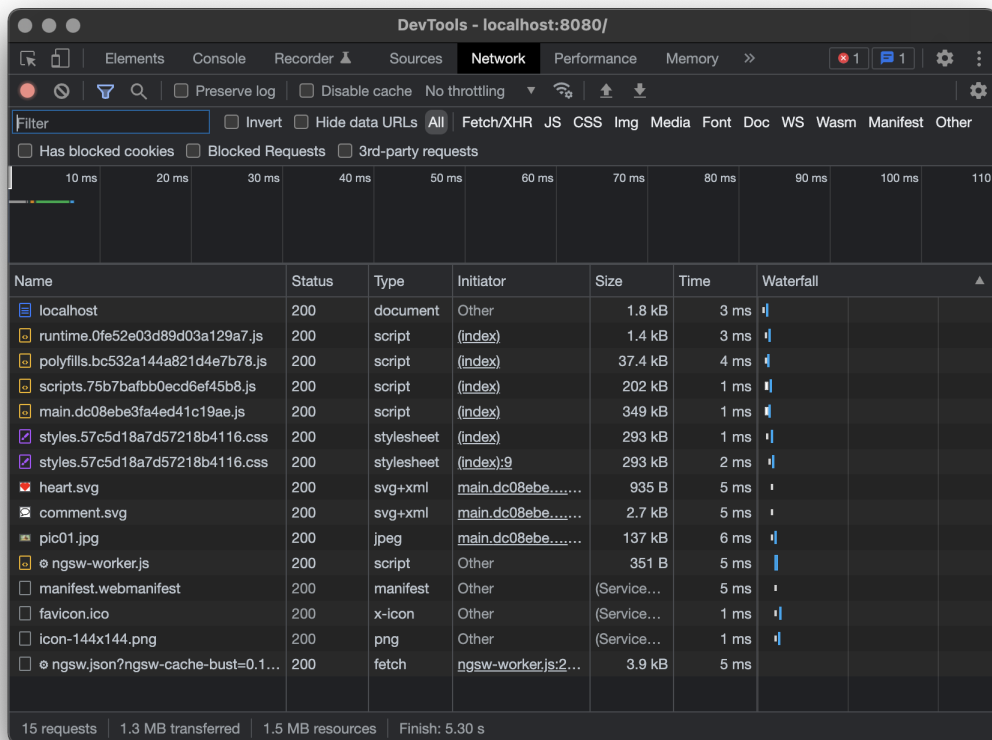 DevTools - localhost:8080/
Elements Console Recorder Sources Network Performance Memory » 1 1
Preserve log Disable cache No throttling
Filter Invert Hide data URLs All Fetch/XHR JS CSS Img Media Font Doc WS Wasm Manifest Other
Has blocked cookies Blocked Requests 3rd-party requests
10 ms 20 ms 30 ms 40 ms 50 ms 60 ms 70 ms 80 ms 90 ms 100 ms 110
Name Status Type Initiator Size Time Waterfall
localhost 200 document Other 1.8 kB 3 ms
runtime.0fe52e03d89d03a129a7.js 200 script (index) 1.4 kB 3 ms
polyfills.bc532a144a821d4e7b78.js 200 script (index) 37.4 kB 4 ms
scripts.75b7bafbb0ecd6ef45b8.js 200 script (index) 202 kB 1 ms
main.dc08ebe3fa4ed41c19ae.js 200 script (index) 349 kB 1 ms
styles.57c5d18a7d57218b4116.css 200 stylesheet (index) 293 kB 1 ms
styles.57c5d18a7d57218b4116.css 200 stylesheet (index):9 293 kB 2 ms
heart.svg 200 svg+xml main.dc08ebe…... 935 B 5 ms
comment.svg 200 svg+xml main.dc08ebe…... 2.7 kB 5 ms
pic01.jpg 200 jpeg main.dc08ebe…... 137 kB 6 ms
ngsw-worker.js 200 script Other 351 B 5 ms
manifest.webmanifest 200 manifest Other (Service… 5 ms
favicon.ico 200 x-icon Other (Service… 1 ms
icon-144x144.png 200 png Other (Service… 1 ms
ngsw.json?ngsw-cache-bust=0.1… 200 fetch ngsw-worker.js:2… 3.9 kB 5 ms
15 requests 1.3 MB transferred 1.5 MB resources Finish: 5.30 s